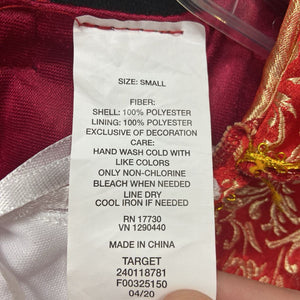 SIZE: SMALL
FIBER:
SHELL: 100% POLYESTER
LINING: 100% POLYESTER
EXCLUSIVE OF DECORATION
CARE:
HAND WASH COLD WITH
LIKE COLORS
ONLY NON-CHLORINE
BLEACH WHEN NEEDED
LINE DRY
COOL IRON IF NEEDED
RN 17730
VN 1290440
MADE IN CHINA
TARGET
240118781
F00325150
04/20